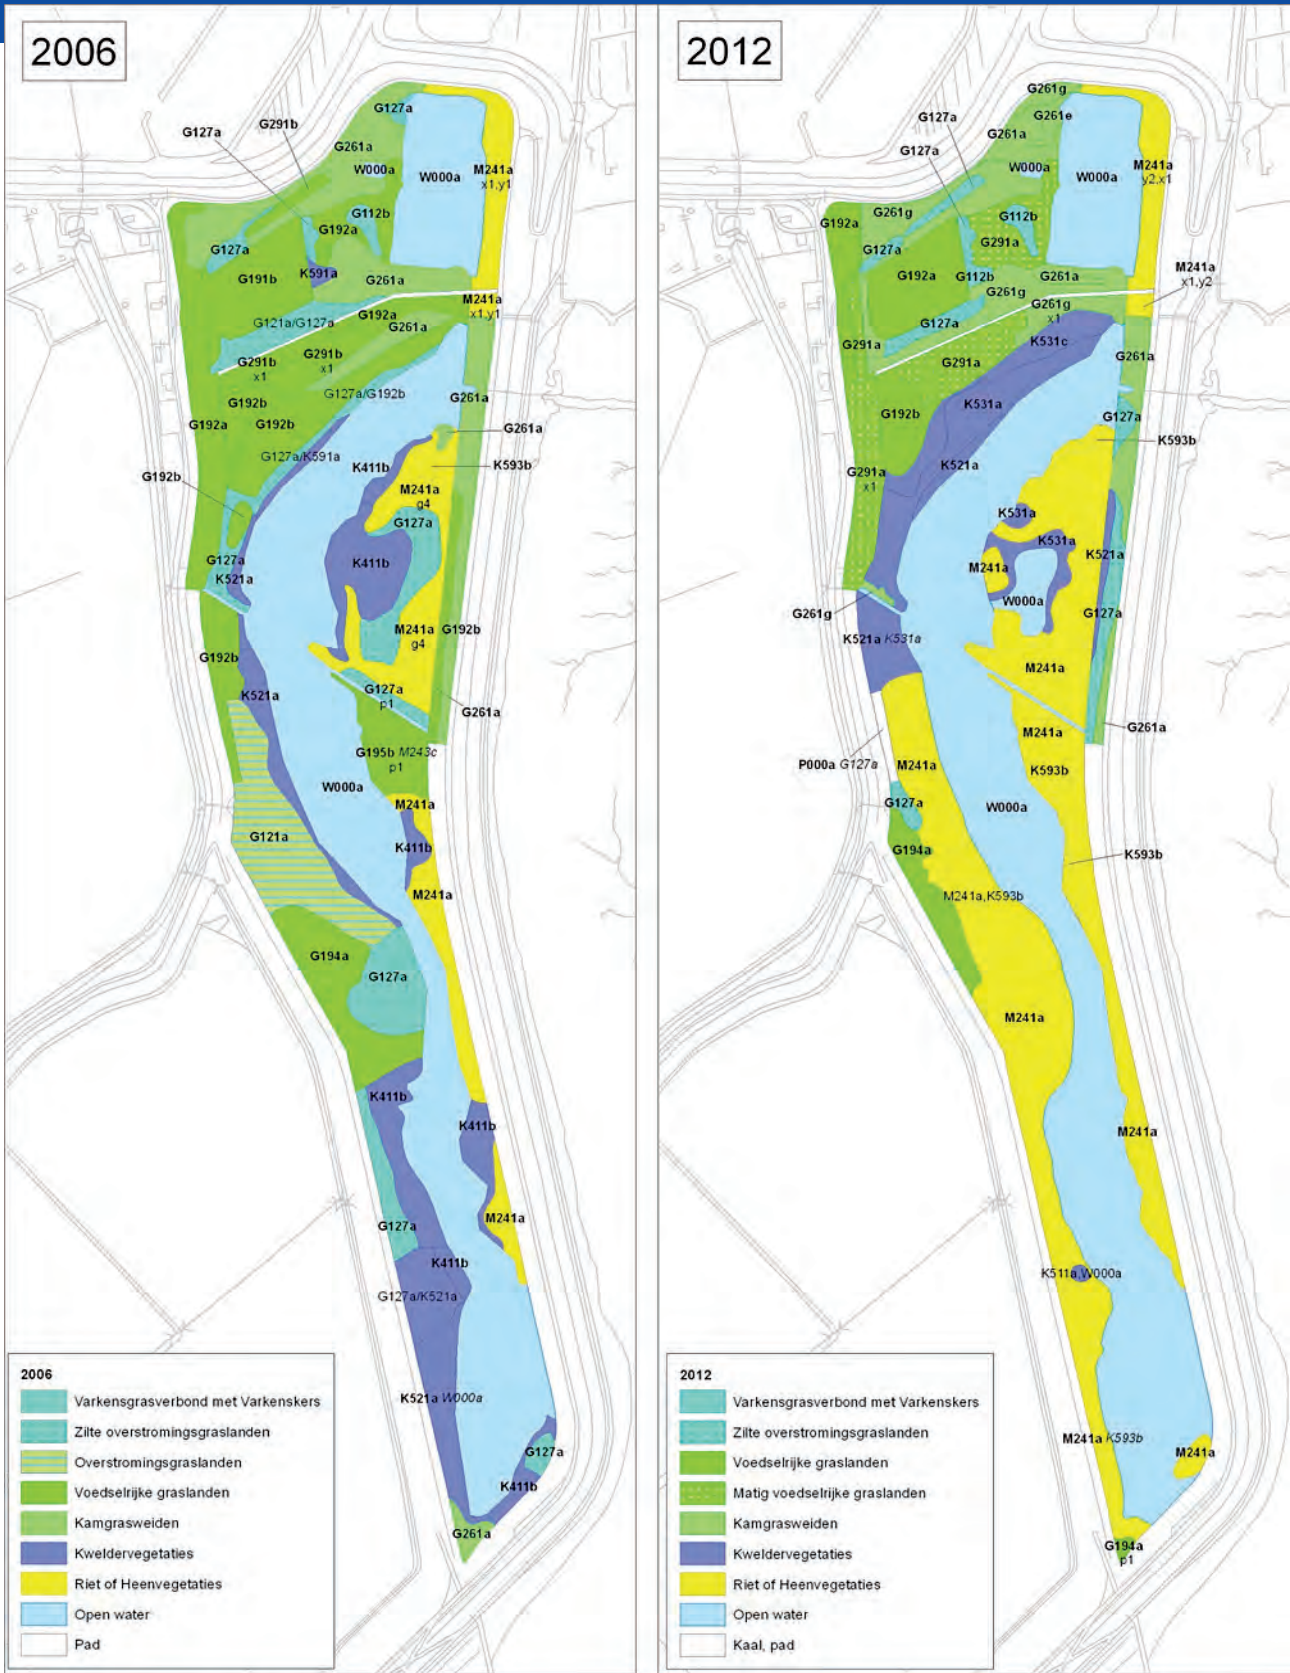 2006
G127a
G291b
G127a
G261a
W000a
W000a
M241a
x1,y1
G112b
G192a
G127a
G191b
K591a
G261a
M241a
x1,y1
G121a/G127a
G192a
G261a
G291b
x1
G291b
x1
G127a/G192b
G261a
G192b
G192a
G192b
G261a
G127a/K591a
K411b
K593b
G192b
M241a
g4
G127a
G127a
K411b
K521a
M241a
g4
G192b
G192b
K521a
G127a
p1
G261a
G195b M243c
p1
W000a
M241a
G121a
K411b
M241a
G194a
G127a
K411b
K411b
G127a
M241a
K411b
G127a/K521a
K521a W000a
G127a
K411b
G261a
2006
Varkensgrasverbond met Varkenskers
Zilte overstromingsgraslanden
Overstromingsgraslanden
Voedselrijke graslanden
Kamgrasweiden
Kweldervegetaties
Riet of Heenvegetaties
Open water
Pad
2012
G261g
G127a
G261e
G261a
G127a
W000a
W000a
M241a
y2,x1
G192a
G261g
G112b
G291a
G127a
G192a
G112b
G261a
M241a
x1,y2
G261g
G261g
x1
G127a
K531c
G291a
G291a
G261a
K531a
G192b
G127a
K593b
K521a
G291a
x1
K531a
K531a
K521a
M241a
W000a
G127a
G261g
K521a K531a
M241a
G261a
M241a
P000a G127a
M241a
K593b
G127a
W000a
G194a
K593b
M241a,K593b
M241a
M241a
K511a,W000a
M241a K593b
M241a
G194a
p1
2012
Varkensgrasverbond met Varkenskers
Zilte overstromingsgraslanden
Voedselrijke graslanden
Matig voedselrijke graslanden
Kamgrasweiden
Kweldervegetaties
Riet of Heenvegetaties
Open water
Kaal, pad